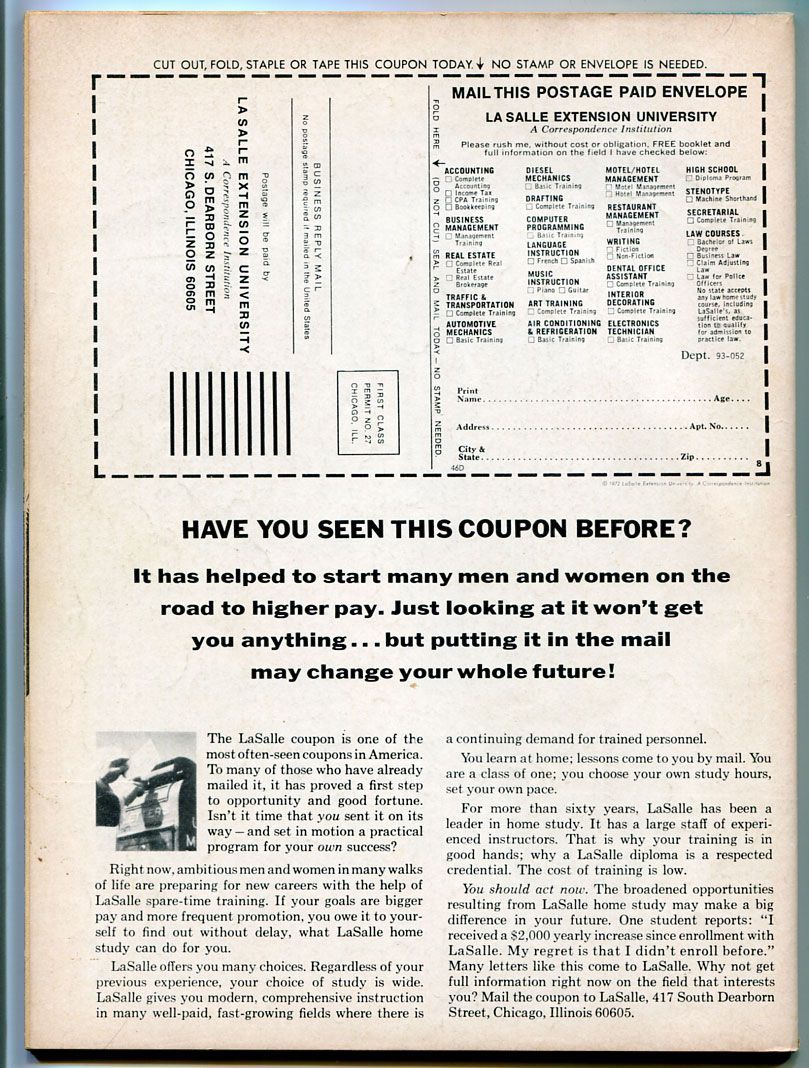 CUT OUT, FOLD, STAPLE OR TAPE THIS COUPON TODAY. ↓ NO STAMP OR ENVELOPE IS NEEDED.
LA SALLE EXTENSION UNIVERSITY
A Correspondence Institution
417 S. DEARBORN STREET
CHICAGO, ILLINOIS 60605
Postage will be paid by
BUSINESS REPLY MAIL
No postage stamp required if mailed in the United States
FIRST CLASS
PERMIT NO. 27
CHICAGO, ILL.
FOLD HERE → (DO NOT CUT) SEAL AND MAIL TODAY — NO STAMP NEEDED.
MAIL THIS POSTAGE PAID ENVELOPE
LA SALLE EXTENSION UNIVERSITY
A Correspondence Institution
Please rush me, without cost or obligation, FREE booklet and
full information on the field I have checked below:
ACCOUNTING
☐ Complete
Accounting
☐ Income Tax
☐ CPA Training
☐ Bookkeeping
BUSINESS
MANAGEMENT
☐ Management
Training
REAL ESTATE
☐ Complete Real
Estate
☐ Real Estate
Brokerage
TRAFFIC &
TRANSPORTATION
☐ Complete Training
AUTOMOTIVE
MECHANICS
☐ Basic Training
DIESEL
MECHANICS
☐ Basic Training
DRAFTING
☐ Complete Training
COMPUTER
PROGRAMMING
☐ Basic Training
LANGUAGE
INSTRUCTION
☐ French ☐ Spanish
MUSIC
INSTRUCTION
☐ Piano ☐ Guitar
ART TRAINING
☐ Complete Training
AIR CONDITIONING
& REFRIGERATION
☐ Basic Training
MOTEL/HOTEL
MANAGEMENT
☐ Motel Management
☐ Hotel Management
RESTAURANT
MANAGEMENT
☐ Management
Training
WRITING
☐ Fiction
☐ Non-Fiction
DENTAL OFFICE
ASSISTANT
☐ Complete Training
INTERIOR
DECORATING
☐ Complete Training
ELECTRONICS
TECHNICIAN
☐ Basic Training
HIGH SCHOOL
☐ Diploma Program
STENOTYPE
☐ Machine Shorthand
SECRETARIAL
☐ Complete Training
LAW COURSES.
☐ Bachelor of Laws
Degree
☐ Business Law
☐ Claim Adjusting
Law
☐ Law for Police
Officers
No state accepts
any law home study
course, including
LaSalle's, as
sufficient educa-
tion to qualify
for admission to
practice law.
Dept. 93-052
Print
Name........................Age....
Address........................Apt. No......
City &
State........................Zip..........
46D
8
© 1972 LaSalle Extension University. A Correspondence Institution
HAVE YOU SEEN THIS COUPON BEFORE?
It has helped to start many men and women on the
road to higher pay. Just looking at it won't get
you anything...but putting it in the mail
may change your whole future!
The LaSalle coupon is one of the
most often-seen coupons in America.
To many of those who have already
mailed it, it has proved a first step
to opportunity and good fortune.
Isn't it time that you sent it on its
way – and set in motion a practical
program for your own success?
Right now, ambitious men and women in many walks
of life are preparing for new careers with the help of
LaSalle spare-time training. If your goals are bigger
pay and more frequent promotion, you owe it to your-
self to find out without delay, what LaSalle home
study can do for you.
LaSalle offers you many choices. Regardless of your
previous experience, your choice of study is wide.
LaSalle gives you modern, comprehensive instruction
in many well-paid, fast-growing fields where there is
a continuing demand for trained personnel.
You learn at home; lessons come to you by mail. You
are a class of one; you choose your own study hours,
set your own pace.
For more than sixty years, LaSalle has been a
leader in home study. It has a large staff of experi-
enced instructors. That is why your training is in
good hands; why a LaSalle diploma is a respected
credential. The cost of training is low.
You should act now. The broadened opportunities
resulting from LaSalle home study may make a big
difference in your future. One student reports: "I
received a $2,000 yearly increase since enrollment with
LaSalle. My regret is that I didn't enroll before."
Many letters like this come to LaSalle. Why not get
full information right now on the field that interests
you? Mail the coupon to LaSalle, 417 South Dearborn
Street, Chicago, Illinois 60605.